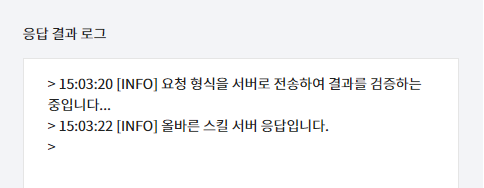 응답 결과 로그
> 15:03:20 [INFO] 요청 형식을 서버로 전송하여 결과를 검증하는
중입니다...
> 15:03:22 [INFO] 올바른 스킬 서버 응답입니다.
>